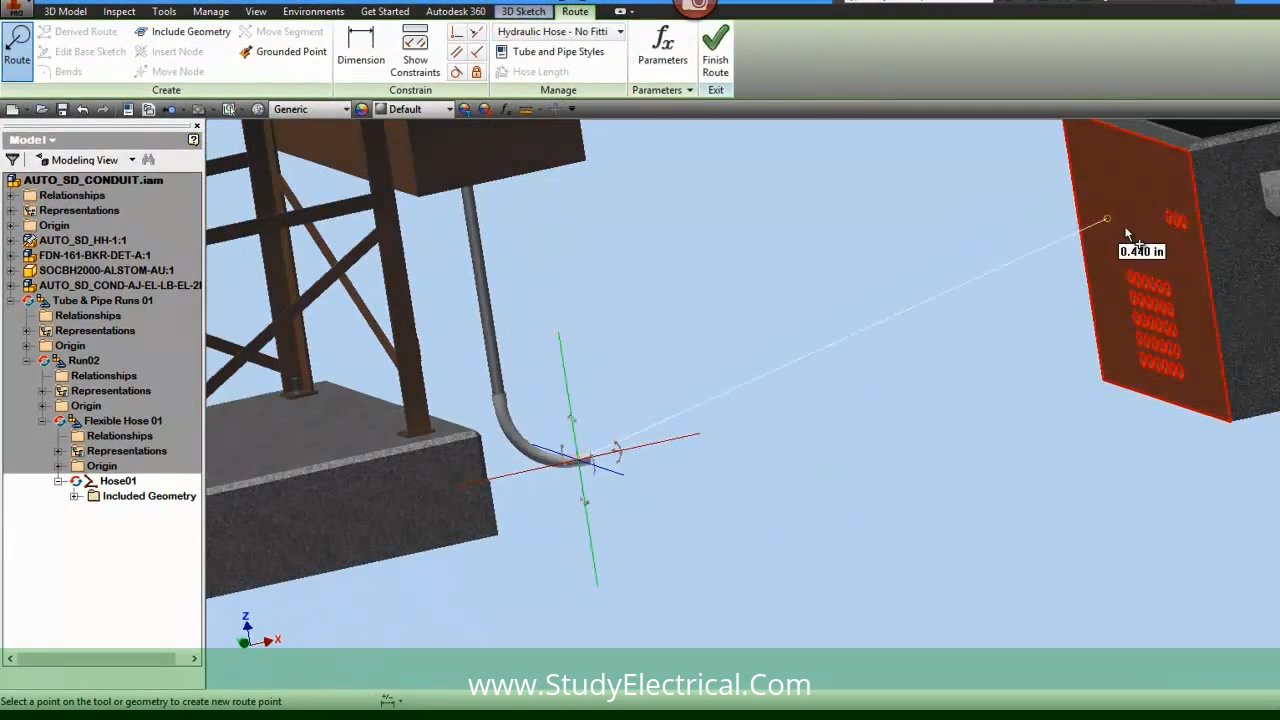 PRO
3D Model Inspect Tools Manage View Environments Get Started Autodesk 360 3D Sketch Route
Route
Derived Route
Edit Base Sketch
Bends
Include Geometry
Insert Node
Move Node
Move Segment
Grounded Point
Create
Dimension
Show
Constraints
Constrain
Hydraulic Hose - No Fitti
Tube and Pipe Styles
Hose Length
Manage
fx
Parameters
Parameters
Finish
Route
Exit
Generic
Default
Model
Modeling View
AUTO_SD_CONDUIT.iam
Relationships
Representations
Origin
AUTO_SD_HH-1:1
FDN-161-BKR-DET-A:1
SOCBH2000-ALSTOM-AU:1
AUTO_SD_COND-AJ-EL-LB-EL-2
Tube & Pipe Runs 01
Relationships
Representations
Origin
Run02
Relationships
Representations
Origin
Flexible Hose 01
Relationships
Representations
Origin
Hose01
Included Geometry
0.440 in
Z
X
www.StudyElectrical.Com
Select a point on the tool or geometry to create new route point